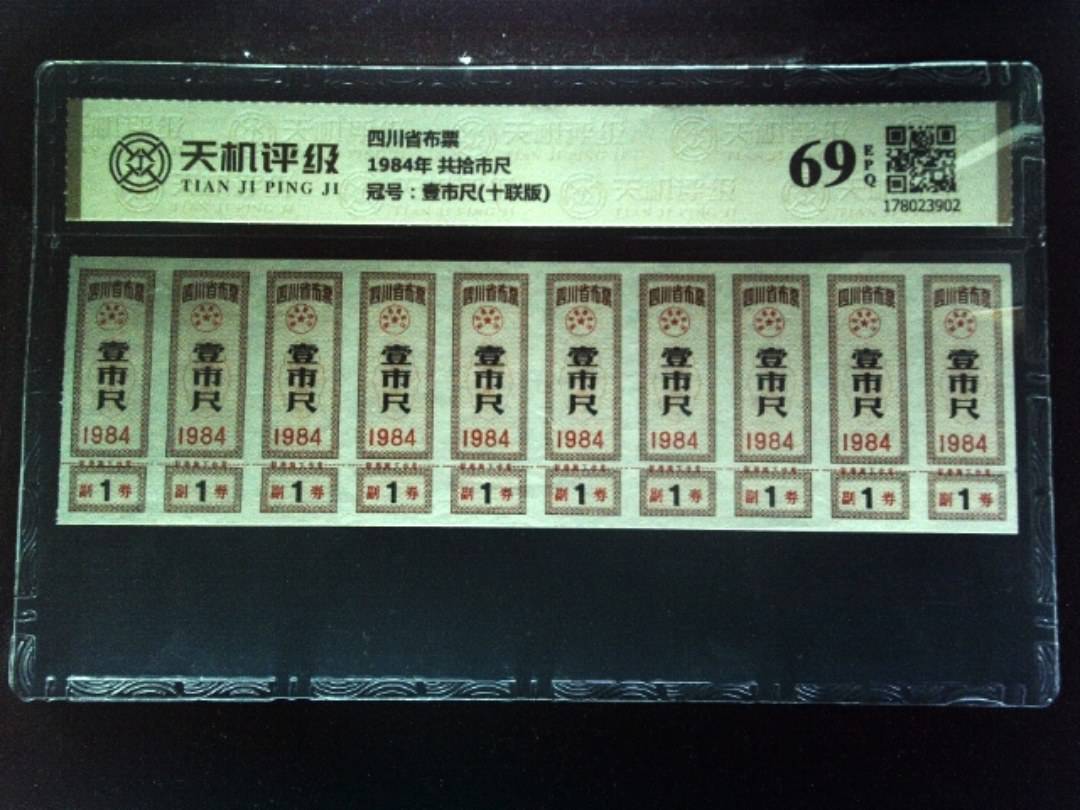 天机评级
TIAN JI PING JI
四川省布票
1984年 共拾市尺
冠号：壹市尺(十联版)
69
EPQ
178023902
四川省布票 四川省布票 四川省布票 四川省布票 四川省布票 四川省布票 四川省布票 四川省布票 四川省布票 四川省布票
壹市尺 壹市尺 壹市尺 壹市尺 壹市尺 壹市尺 壹市尺 壹市尺 壹市尺 壹市尺
1984 1984 1984 1984 1984 1984 1984 1984 1984 1984
副1券 副1券 副1券 副1券 副1券 副1券 副1券 副1券 副1券 副1券